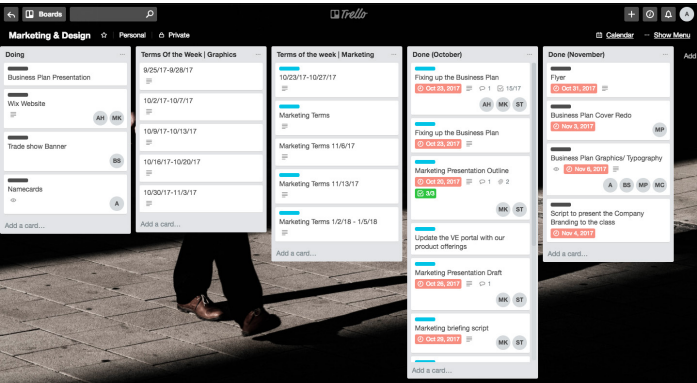 Boards
Trello
A
Marketing & Design
Personal
Private
Calendar
Show Menu
Doing
Business Plan Presentation
Wix Website
AH MK
Trade show Banner
BS
Namecards
A
Add a card...
Terms Of the Week | Graphics
9/25/17-9/28/17
10/2/17-10/7/17
10/9/17-10/13/17
10/16/17-10/20/17
10/30/17-11/3/17
Add a card...
Terms of the week | Marketing
10/23/17-10/27/17
Marketing Terms
Marketing Terms 11/6/17
Marketing Terms 11/13/17
Marketing Terms 1/2/18 - 1/5/18
Add a card...
Done (October)
Fixing up the Business Plan
Oct 23, 2017 1 15/17
AH MK ST
Fixing up the Business Plan
Oct 23, 2017
Marketing Presentation Outline
Oct 20, 2017 1 2
3/3
MK ST
Update the VE portal with our
product offerings
Marketing Presentation Draft
Oct 26, 2017 1
MK ST
Marketing briefing script
Oct 29, 2017
MK ST
Add a card...
Done (November)
Flyer
Oct 31, 2017
Business Plan Cover Redo
Nov 3, 2017
MP
Business Plan Graphics/ Typography
Nov 6, 2017
A BS MP MC
Script to present the Company
Branding to the class
Nov 4, 2017
Add a card...
Add